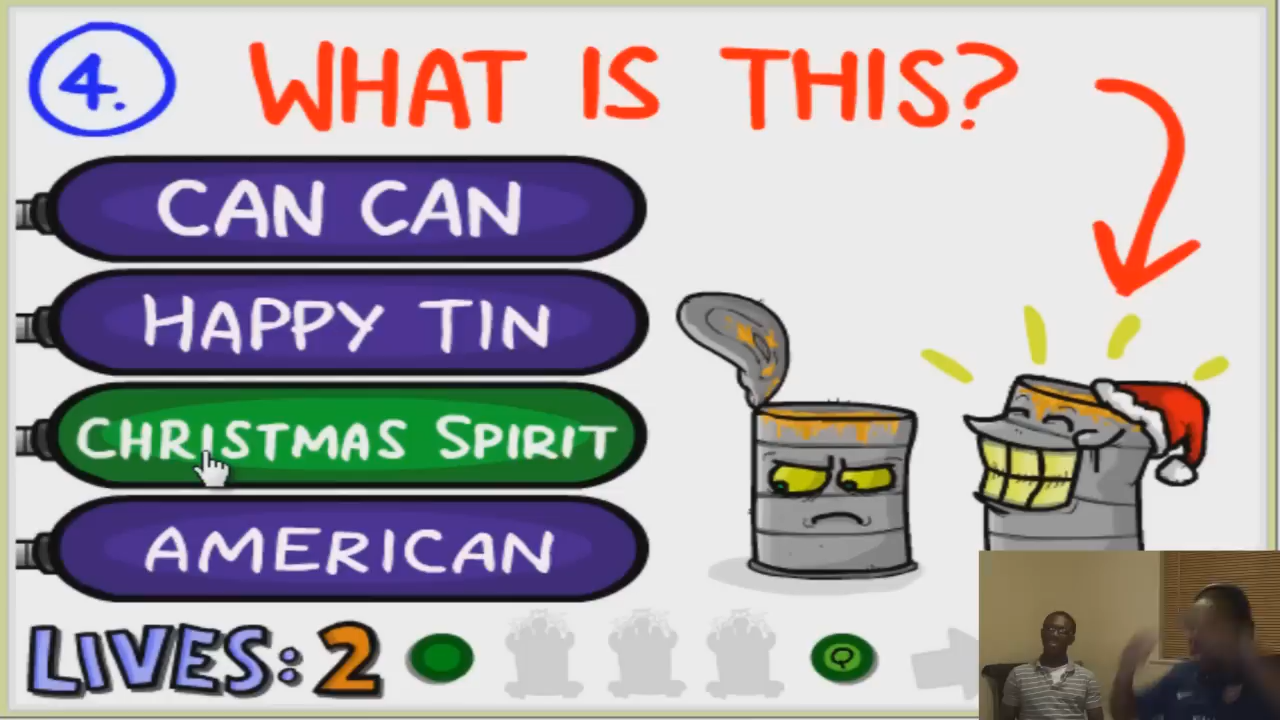 4. WHAT IS THIS?
CAN CAN
HAPPY TIN
CHRISTMAS SPIRIT
AMERICAN
LIVES: 2
Q